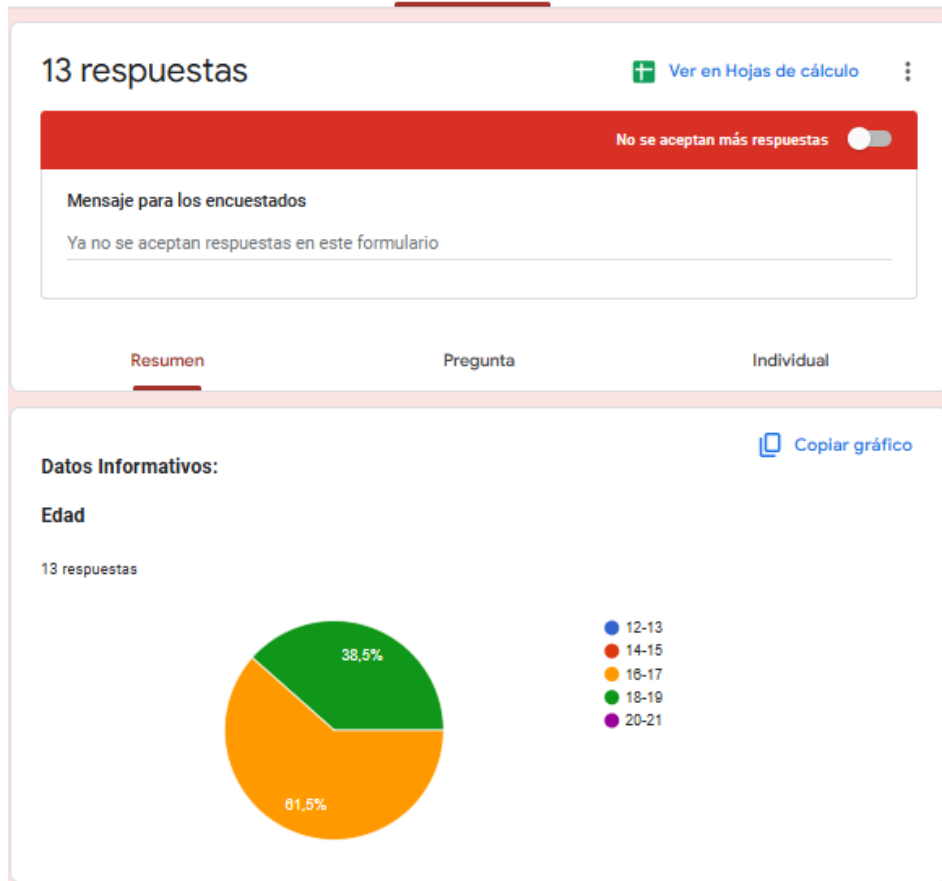 13 respuestas
Ver en Hojas de cálculo
No se aceptan más respuestas
Mensaje para los encuestados
Ya no se aceptan respuestas en este formulario
Resumen
Pregunta
Individual
Copiar gráfico
Datos Informativos:
Edad
13 respuestas
38,5%
61,5%
12-13
14-15
16-17
18-19
20-21